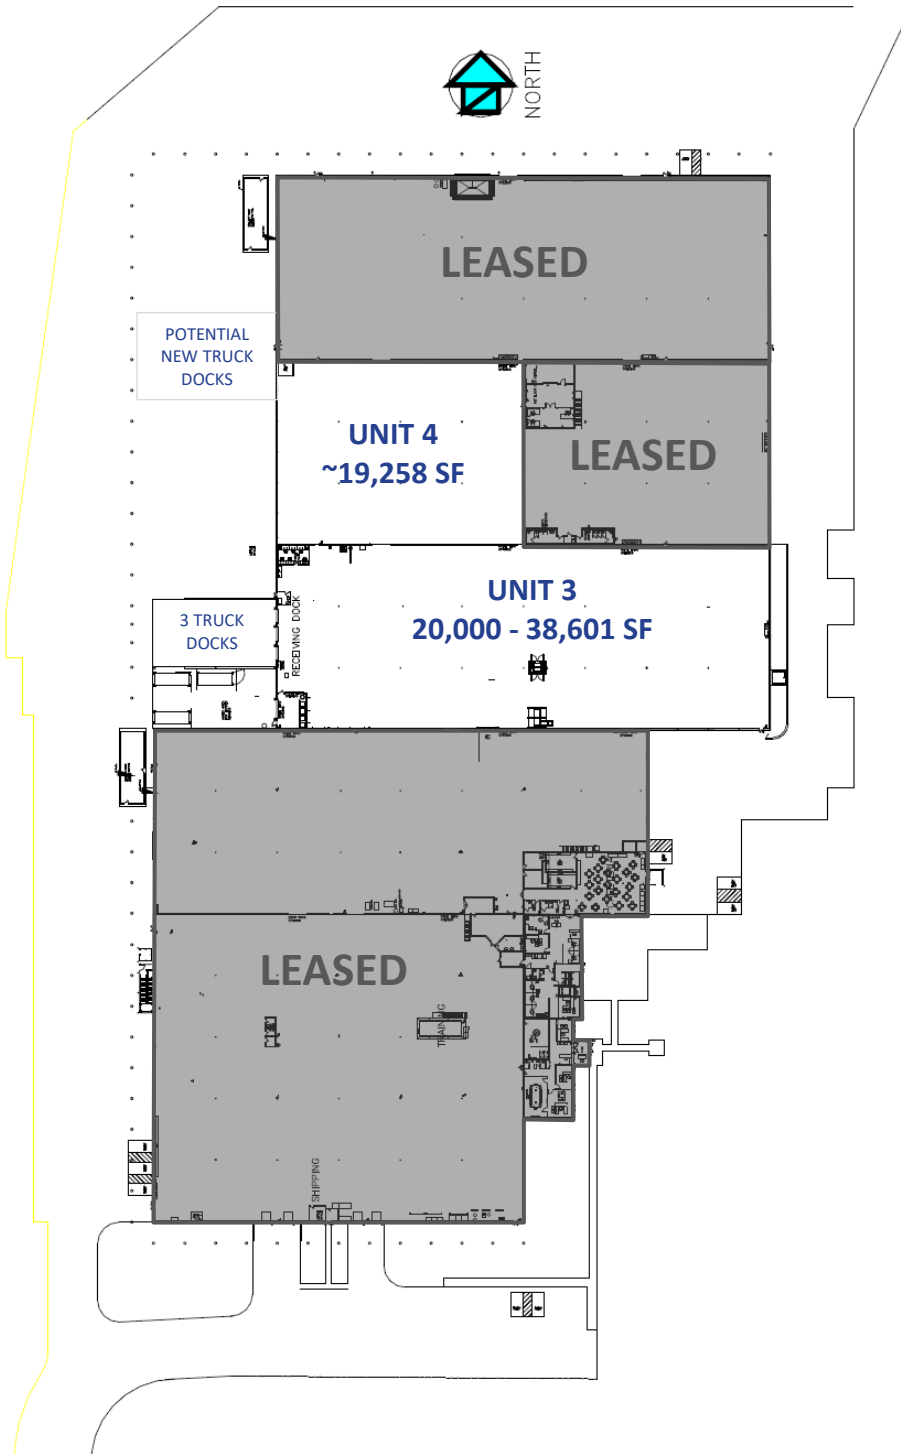 NORTH
LEASED
POTENTIAL
NEW TRUCK
DOCKS
UNIT 4
~19,258 SF
LEASED
UNIT 3
20,000 - 38,601 SF
3 TRUCK
DOCKS
RECEIVING DOCK
LEASED
TRAINING
SHIPPING